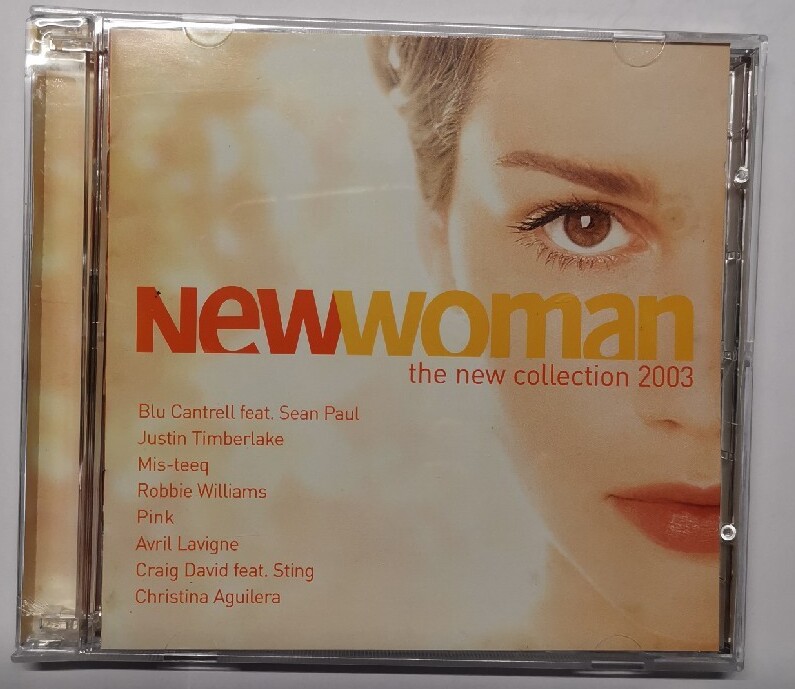 Newwoman
the new collection 2003
Blu Cantrell feat. Sean Paul
Justin Timberlake
Mis-teeq
Robbie Williams
Pink
Avril Lavigne
Craig David feat. Sting
Christina Aguilera